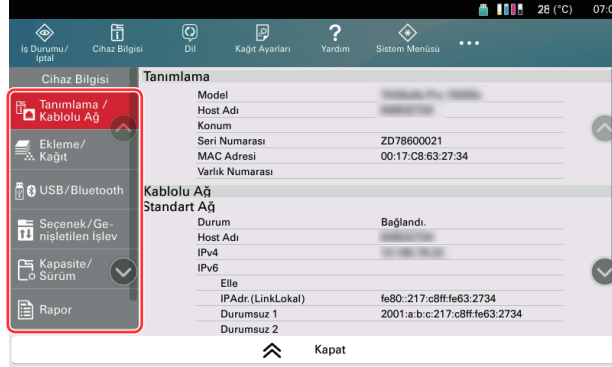 28 (°C) 07:0
İş Durumu/
İptal
Cihaz Bilgisi
Dil
Kağıt Ayarları
Yardım
Sistem Menüsü
Cihaz Bilgisi
Tanımlama /
Kablolu Ağ
Ekleme/
Kağıt
USB/Bluetooth
Seçenek/Ge-
nişletilen İşlev
Kapasite/
Sürüm
Rapor
Tanımlama
Model
Host Adı
Konum
Seri Numarası ZD78600021
MAC Adresi 00:17:C8:63:27:34
Varlık Numarası
Kablolu Ağ
Standart Ağ
Durum Bağlandı.
Host Adı
IPv4
IPv6
Elle
IPAdr.(LinkLokal) fe80::217:c8ff:fe63:2734
Durumsuz 1 2001:a:b:c:217:c8ff:fe63:2734
Durumsuz 2
Kapat